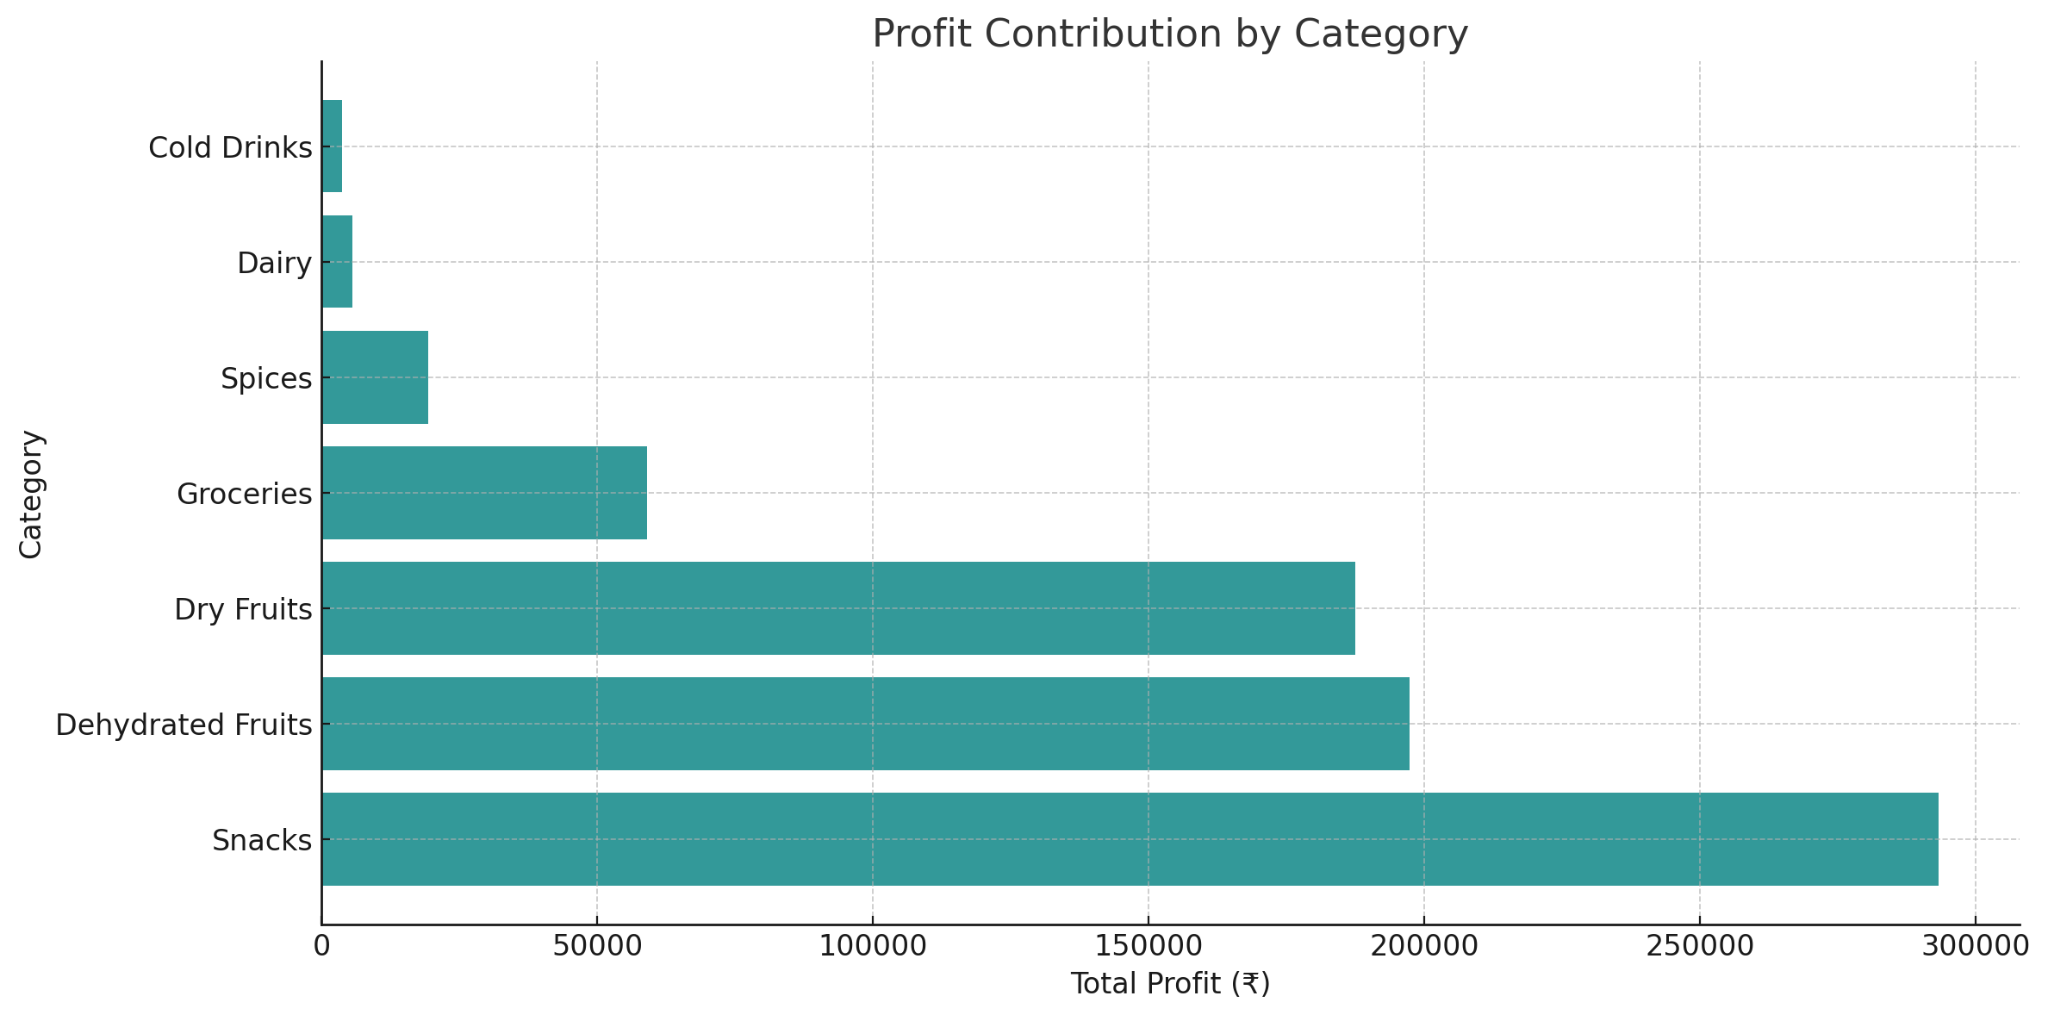 Profit Contribution by Category
Cold Drinks
Dairy
Spices
Groceries
Dry Fruits
Dehydrated Fruits
Snacks
Category
0 50000 100000 150000 200000 250000 300000
Total Profit (₹)